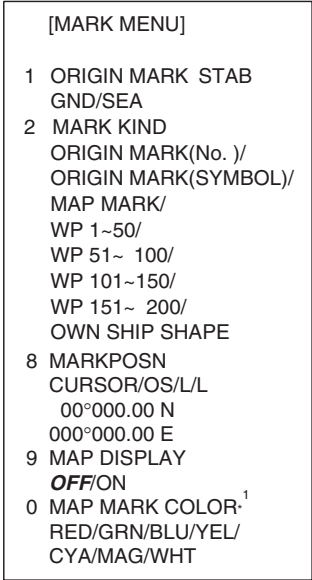 [MARK MENU]
1 ORIGIN MARK STAB
GND/SEA
2 MARK KIND
ORIGIN MARK(No. )/
ORIGIN MARK(SYMBOL)/
MAP MARK/
WP 1~50/
WP 51~ 100/
WP 101~150/
WP 151~ 200/
OWN SHIP SHAPE
8 MARKPOSN
CURSOR/OS/L/L
00°000.00 N
000°000.00 E
9 MAP DISPLAY
OFF/ON
0 MAP MARK COLOR*1
RED/GRN/BLU/YEL/
CYA/MAG/WHT